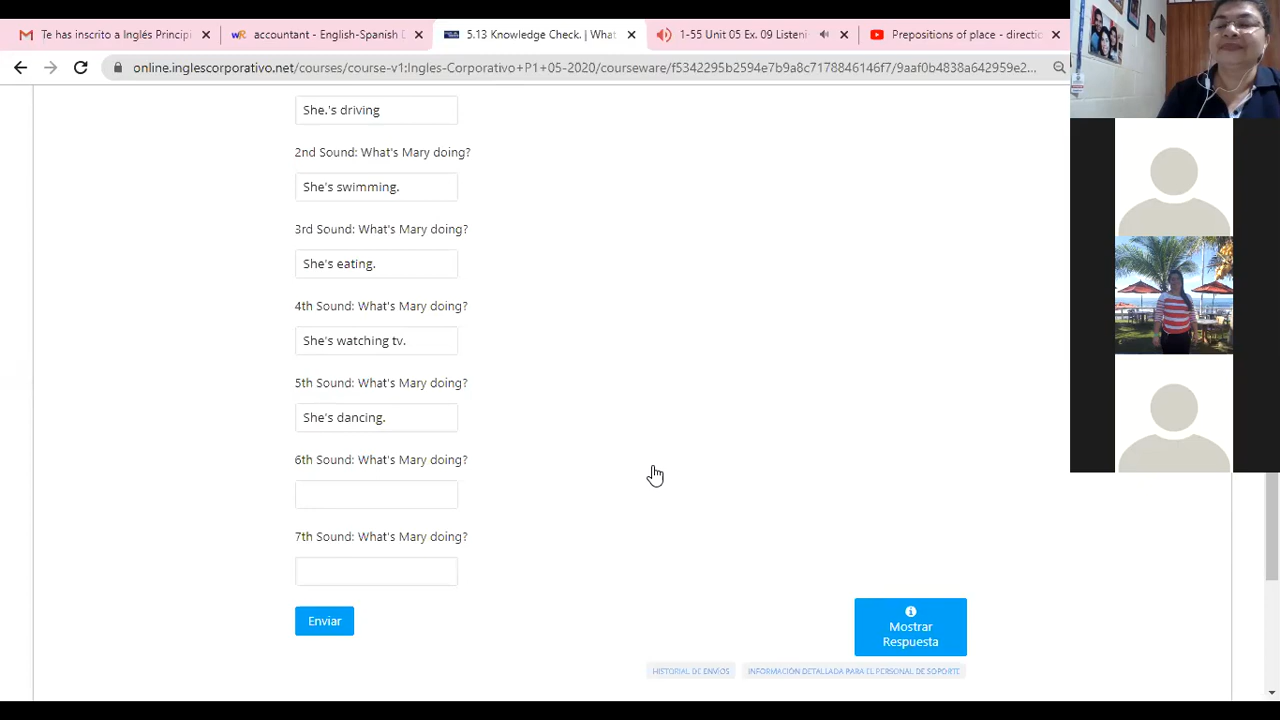 Te has inscrito a Inglés Principi
accountant - English-Spanish D
5.13 Knowledge Check. | What
1-55 Unit 05 Ex. 09 Listeni
Prepositions of place - directio
online.inglescorporativo.net/courses/course-v1:Ingles-Corporativo+P1+05-2020/courseware/f5342295b2594e7b9a8c7178846146f7/9aaf0b4838a642959e2...
She.'s driving
2nd Sound: What's Mary doing?
She's swimming.
3rd Sound: What's Mary doing?
She's eating.
4th Sound: What's Mary doing?
She's watching tv.
5th Sound: What's Mary doing?
She's dancing.
6th Sound: What's Mary doing?
7th Sound: What's Mary doing?
Enviar
Mostrar
Respuesta
HISTORIAL DE ENVÍOS
INFORMACIÓN DETALLADA PARA EL PERSONAL DE SOPORTE